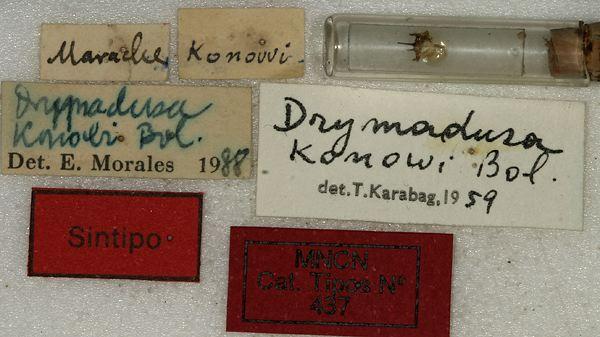 Marache
Konowi.
Drymadusa
Konowi Bol.
Det. E. Morales 1988
Drymadusa
Konowi Bol.
det. T. Karabag, 1959
Sintipo
MNCN
Cat. Tipos Nº
437